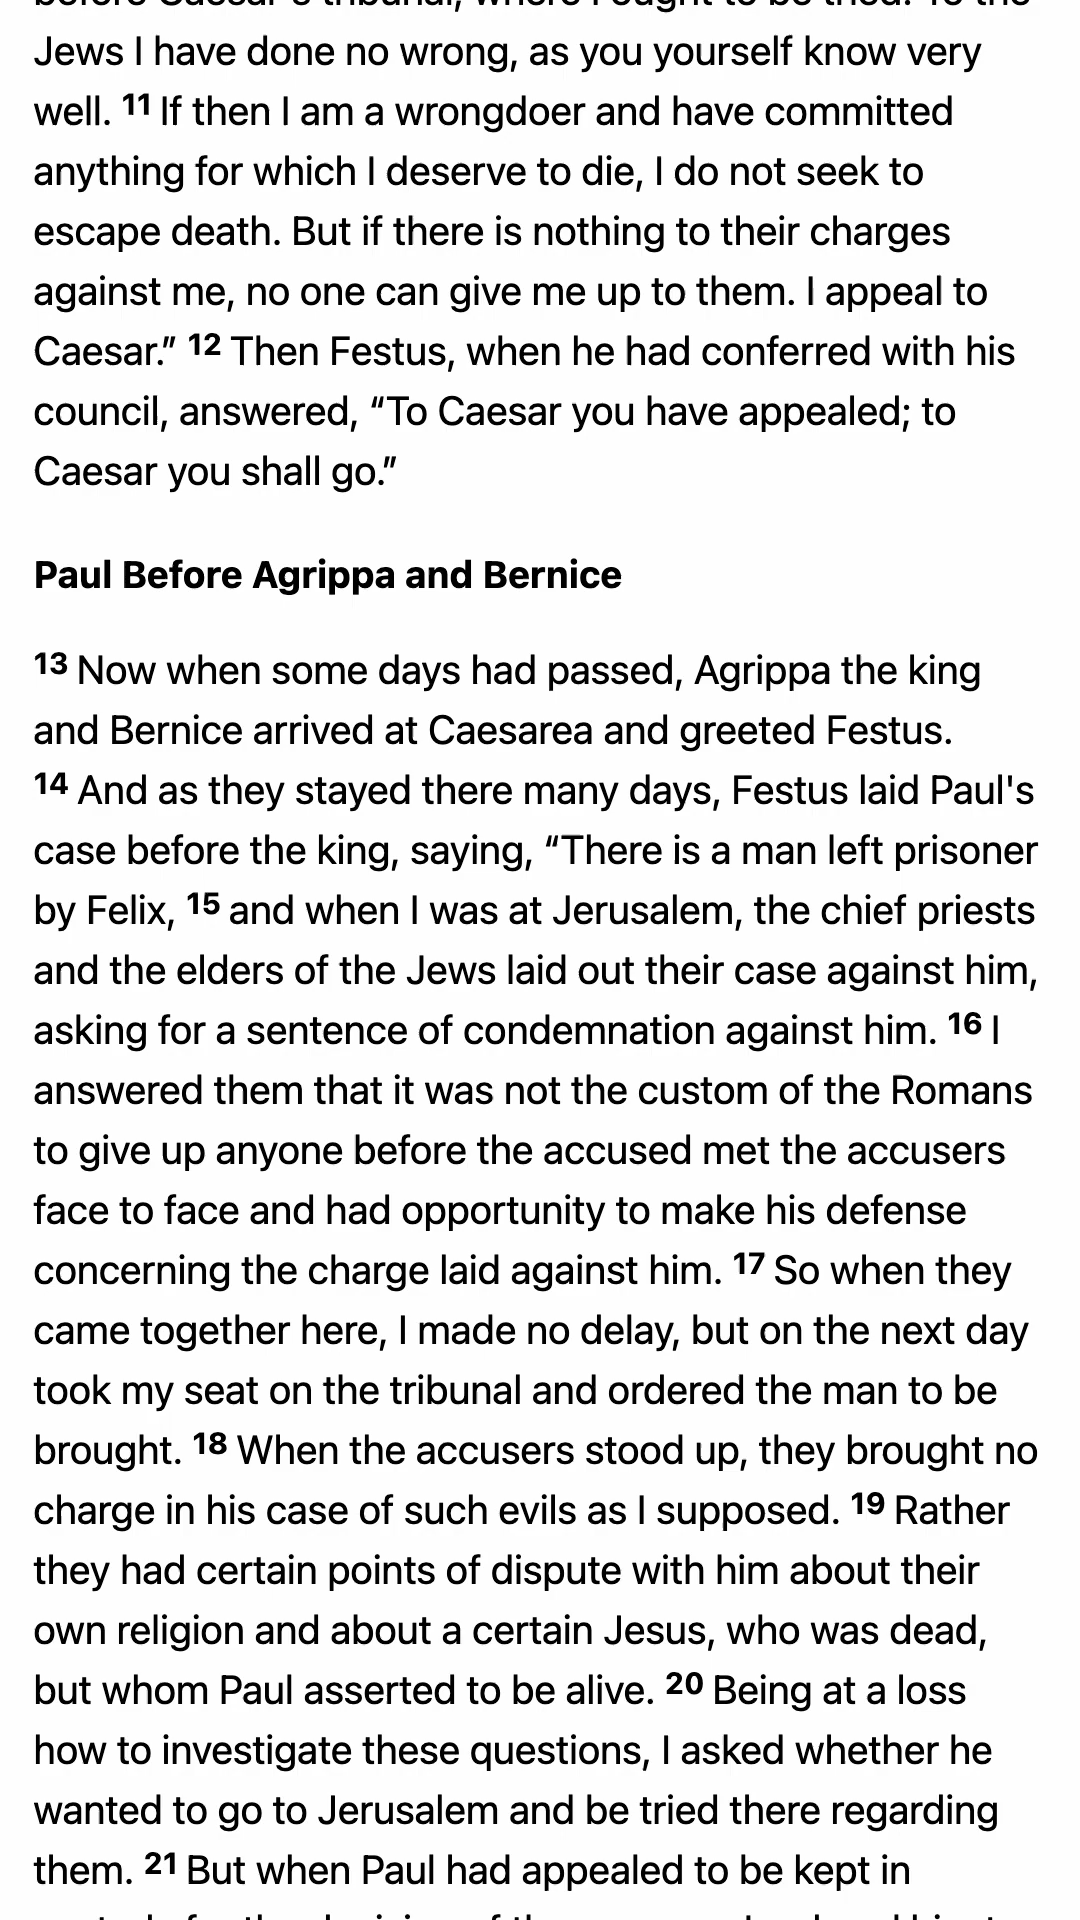 before Caesar's tribunal, where I ought to be tried. To the
Jews I have done no wrong, as you yourself know very
well. 11 If then I am a wrongdoer and have committed
anything for which I deserve to die, I do not seek to
escape death. But if there is nothing to their charges
against me, no one can give me up to them. I appeal to
Caesar.” 12 Then Festus, when he had conferred with his
council, answered, “To Caesar you have appealed; to
Caesar you shall go.”
Paul Before Agrippa and Bernice
13 Now when some days had passed, Agrippa the king
and Bernice arrived at Caesarea and greeted Festus.
14 And as they stayed there many days, Festus laid Paul's
case before the king, saying, “There is a man left prisoner
by Felix, 15 and when I was at Jerusalem, the chief priests
and the elders of the Jews laid out their case against him,
asking for a sentence of condemnation against him. 16 I
answered them that it was not the custom of the Romans
to give up anyone before the accused met the accusers
face to face and had opportunity to make his defense
concerning the charge laid against him. 17 So when they
came together here, I made no delay, but on the next day
took my seat on the tribunal and ordered the man to be
brought. 18 When the accusers stood up, they brought no
charge in his case of such evils as I supposed. 19 Rather
they had certain points of dispute with him about their
own religion and about a certain Jesus, who was dead,
but whom Paul asserted to be alive. 20 Being at a loss
how to investigate these questions, I asked whether he
wanted to go to Jerusalem and be tried there regarding
them. 21 But when Paul had appealed to be kept in